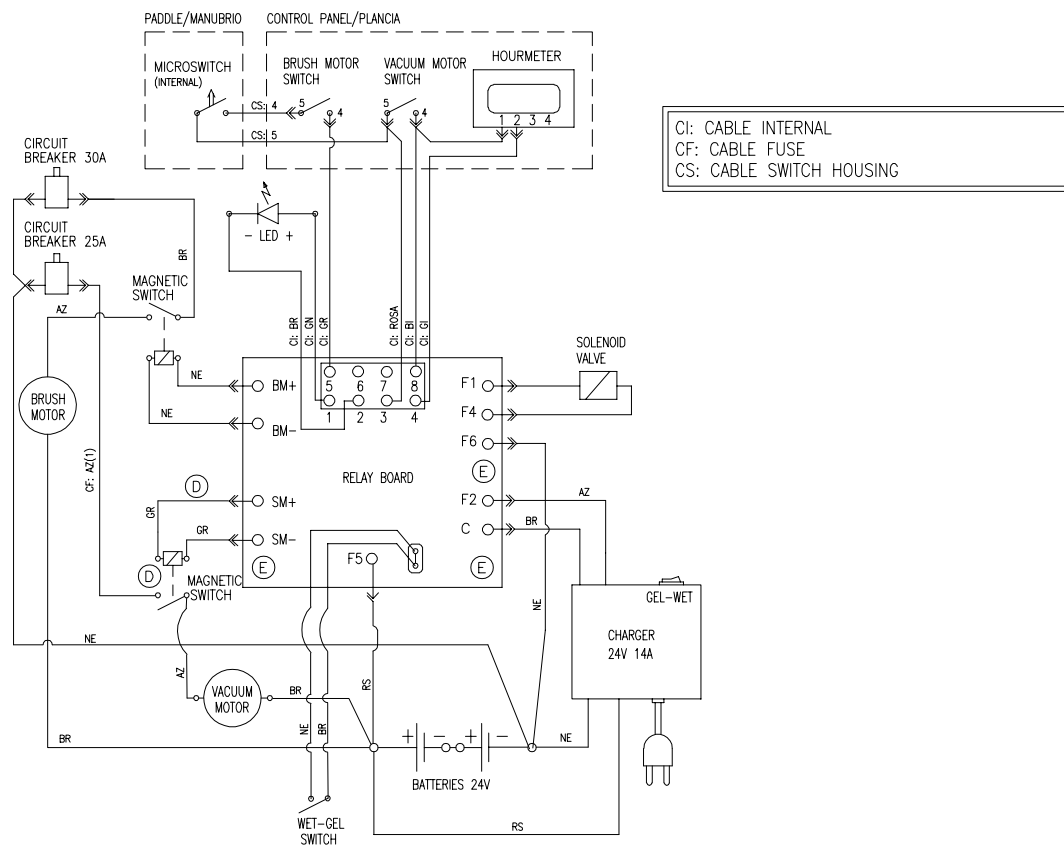 PADDLE/MANUBRIO
CONTROL PANEL/PLANCIA
MICROSWITCH
(INTERNAL)
BRUSH MOTOR
SWITCH
VACUUM MOTOR
SWITCH
HOURMETER
1 2 3 4
CS: 4
5
4
5
4
CS: 5
CI: CABLE INTERNAL
CF: CABLE FUSE
CS: CABLE SWITCH HOUSING
CIRCUIT
BREAKER 30A
CIRCUIT
BREAKER 25A
- LED +
BR
MAGNETIC
SWITCH
AZ
CI: BR
CI: GN
CI: GR
CI: ROSA
CI: BI
CI: GI
SOLENOID
VALVE
NE
BM+
5 6 7 8
F1
BRUSH
MOTOR
NE
BM-
1 2 3 4
F4
F6
CF: AZ(1)
RELAY BOARD
E
D
SM+
F2
AZ
GR
GR
SM-
C
BR
D
E
F5
E
MAGNETIC
SWITCH
NE
GEL-WET
CHARGER
24V 14A
NE
AZ
VACUUM
MOTOR
BR
RS
NE
BR
BR
+ - + -
NE
BATTERIES 24V
WET-GEL
SWITCH
RS